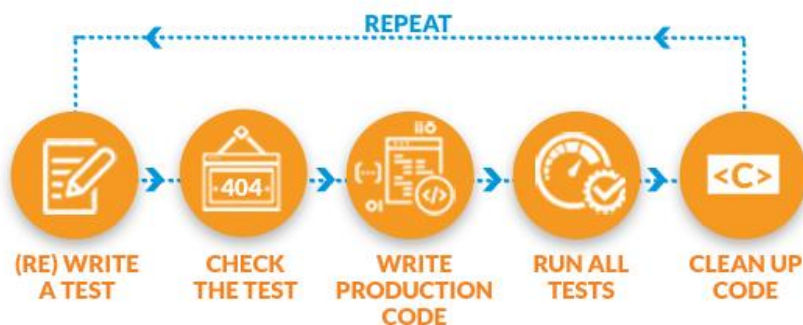 REPEAT
404
<C>
(RE) WRITE
A TEST
CHECK
THE TEST
WRITE
PRODUCTION
CODE
RUN ALL
TESTS
CLEAN UP
CODE